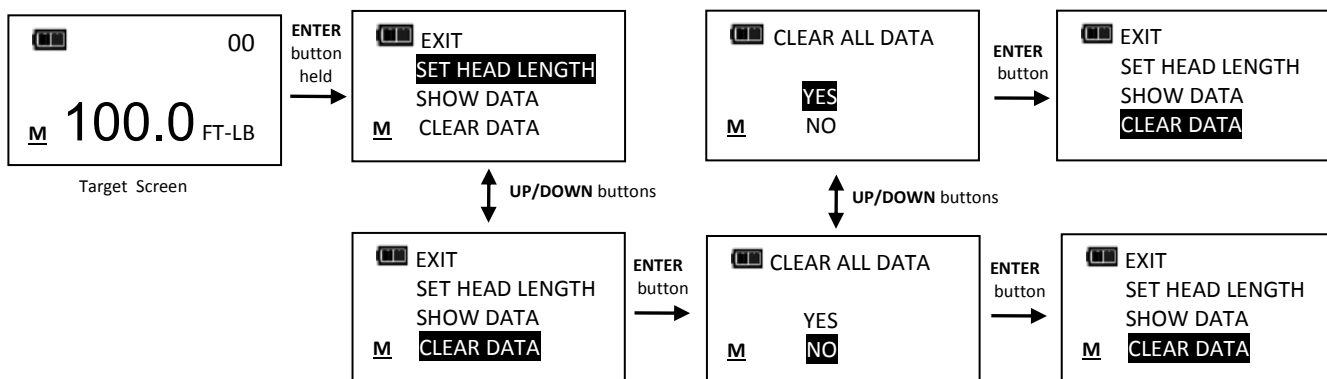 00
M 100.0 FT-LB
Target Screen
ENTER
button
held
EXIT
SET HEAD LENGTH
SHOW DATA
M CLEAR DATA
UP/DOWN buttons
EXIT
SET HEAD LENGTH
SHOW DATA
M CLEAR DATA
ENTER
button
CLEAR ALL DATA
YES
M NO
UP/DOWN buttons
CLEAR ALL DATA
YES
M NO
ENTER
button
EXIT
SET HEAD LENGTH
SHOW DATA
CLEAR DATA
ENTER
button
EXIT
SET HEAD LENGTH
SHOW DATA
M CLEAR DATA